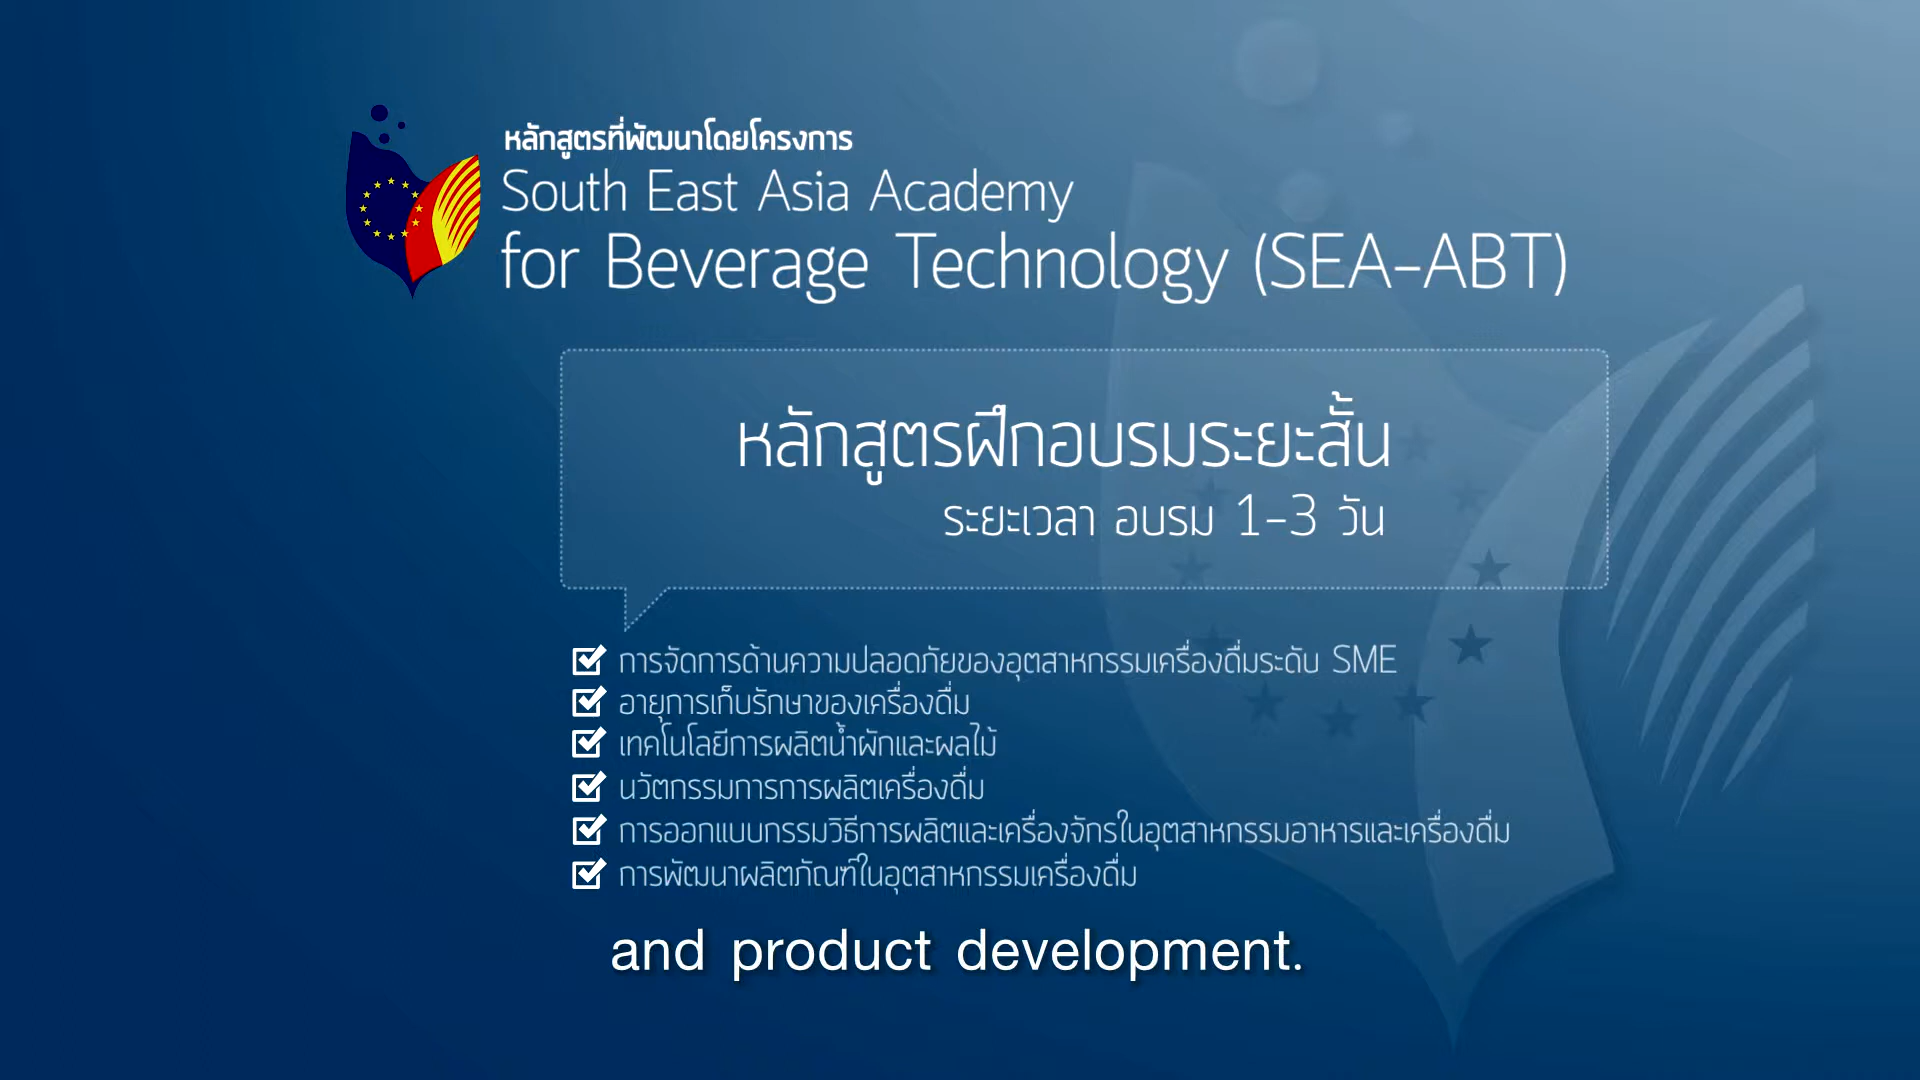 หลักสูตรที่พัฒนาโดยโครงการ
South East Asia Academy
for Beverage Technology (SEA-ABT)
หลักสูตรฝึกอบรมระยะสั้น
ระยะเวลา อบรม 1-3 วัน
การจัดการด้านความปลอดภัยของอุตสาหกรรมเครื่องดื่มระดับ SME
อายุการเก็บรักษาของเครื่องดื่ม
เทคโนโลยีการผลิตน้ำผักและผลไม้
นวัตกรรมการการผลิตเครื่องดื่ม
การออกแบบกรรมวิธีการผลิตและเครื่องจักรในอุตสาหกรรมอาหารและเครื่องดื่ม
การพัฒนาผลิตภัณฑ์ในอุตสาหกรรมเครื่องดื่ม
and product development.